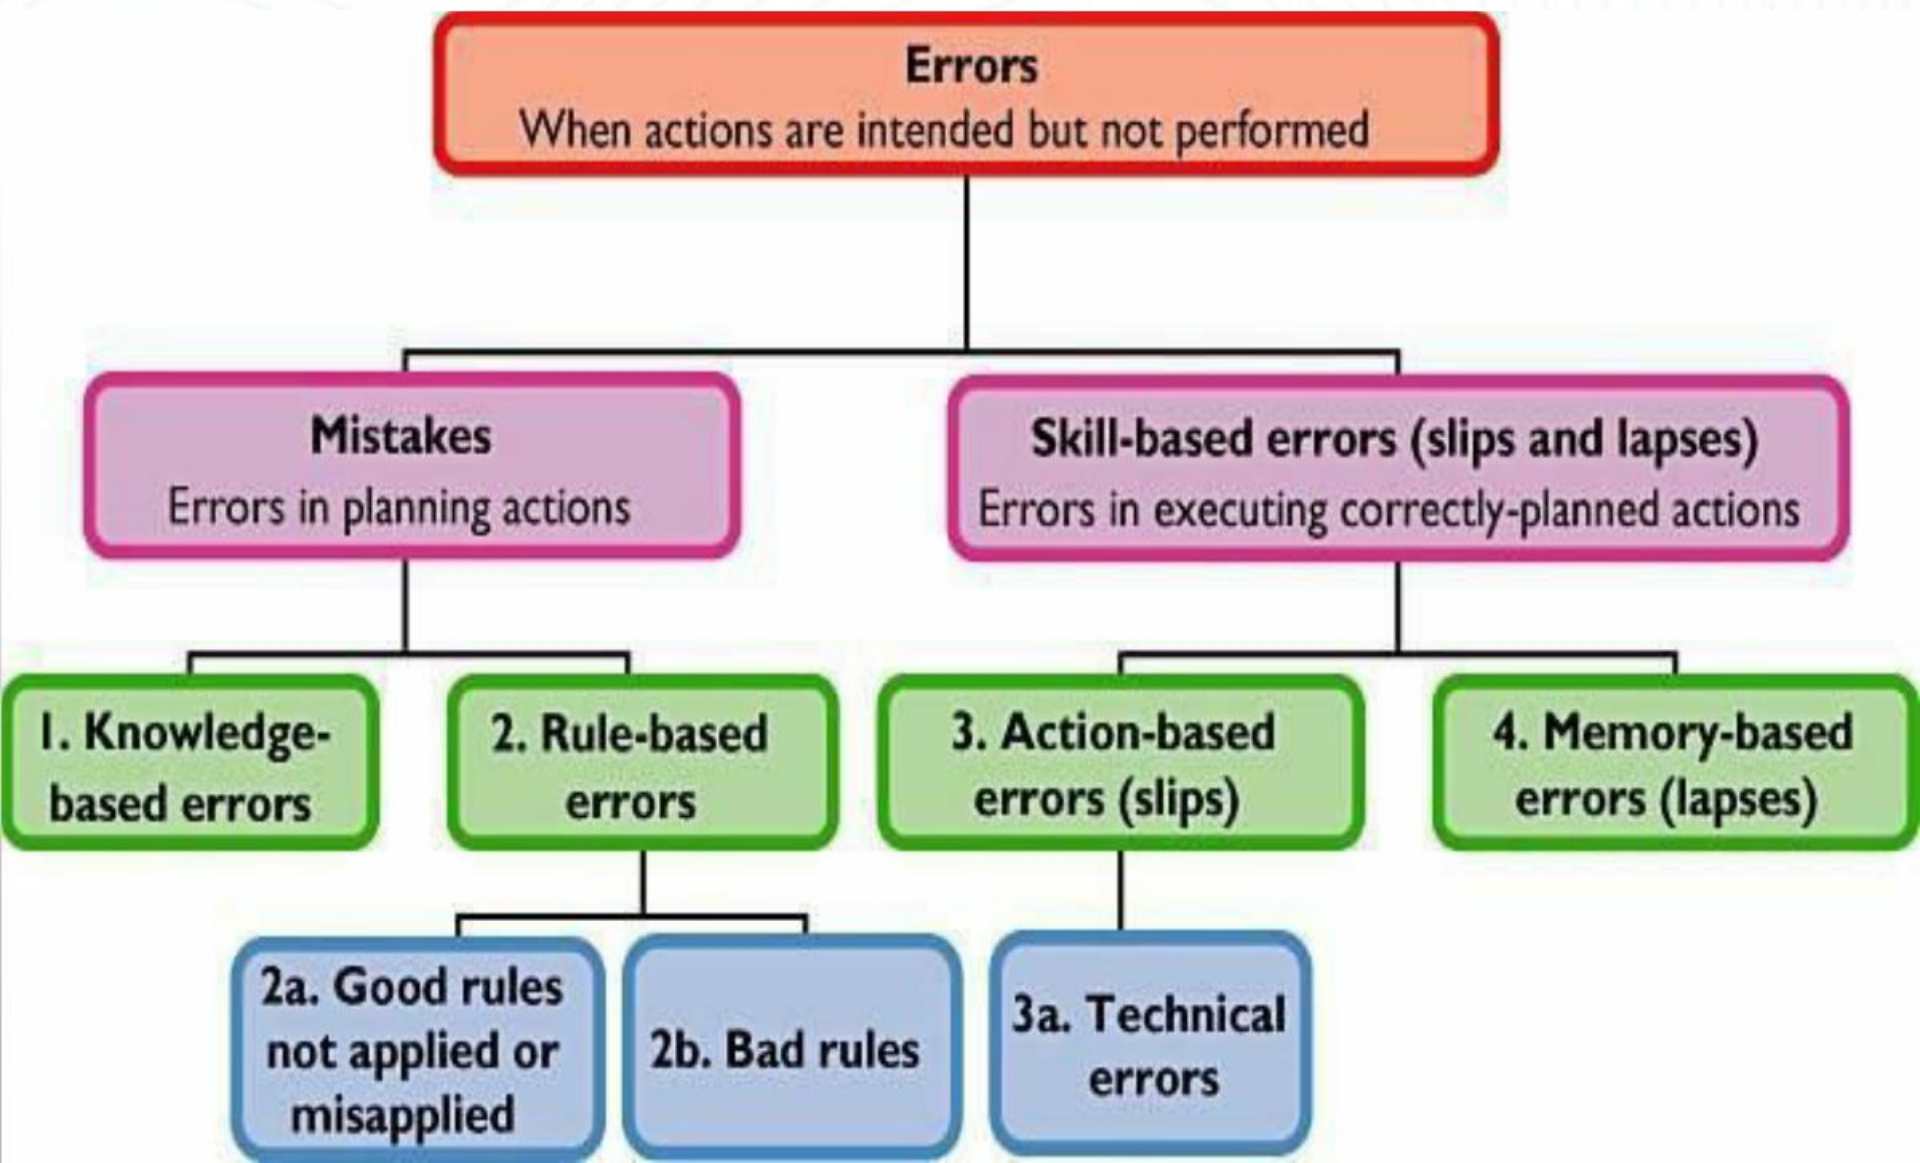 Errors
When actions are intended but not performed
Mistakes
Errors in planning actions
Skill-based errors (slips and lapses)
Errors in executing correctly-planned actions
1. Knowledge-
based errors
2. Rule-based
errors
3. Action-based
errors (slips)
4. Memory-based
errors (lapses)
2a. Good rules
not applied or
misapplied
2b. Bad rules
3a. Technical
errors